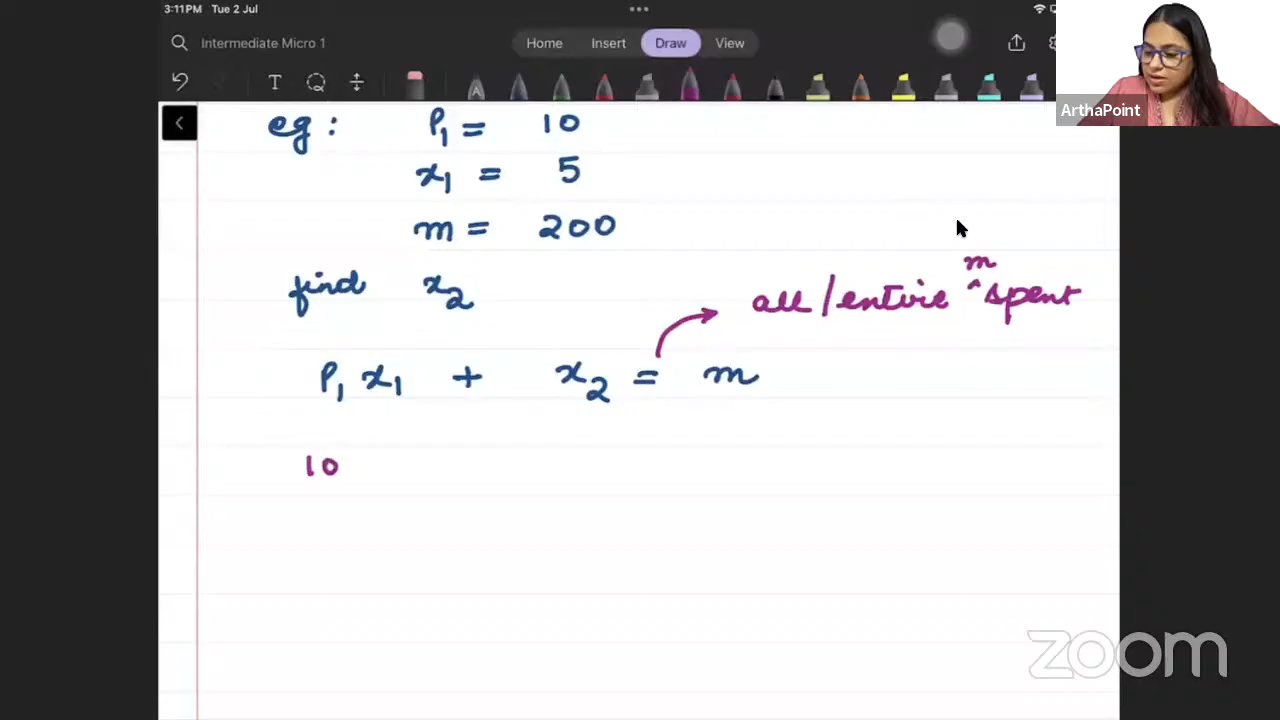 3:11PM Tue 2 Jul
Intermediate Micro 1
Home Insert Draw View
ArthaPoint
eg: P₁ = 10
x₁ = 5
m = 200
find x₂
m
all/entire ^ spent
P₁ x₁ + x₂ = m
10
zoom